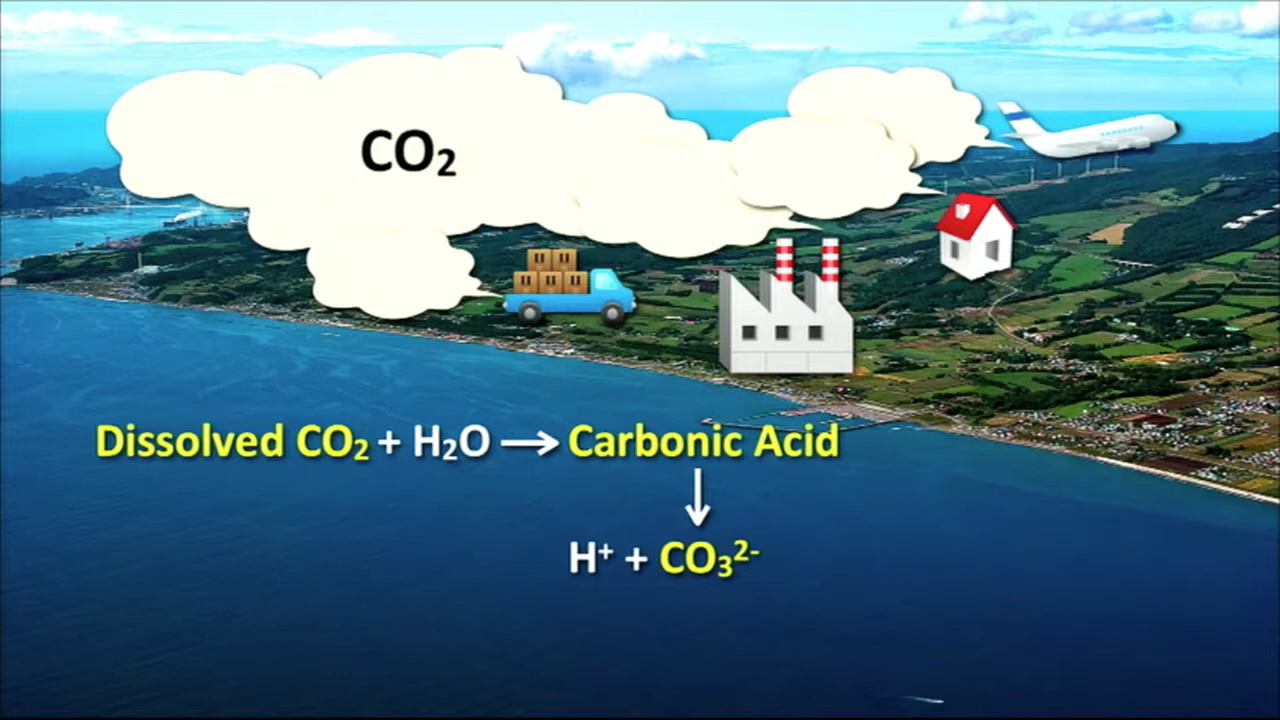 CO₂
Dissolved CO₂ + H₂O → Carbonic Acid
↓
H⁺ + CO₃²⁻